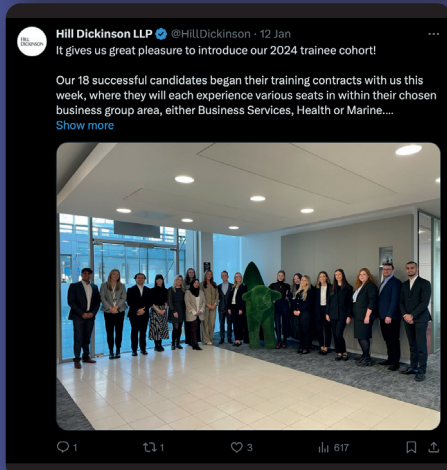 HILL
DICKINSON
Hill Dickinson LLP @HillDickinson · 12 Jan
It gives us great pleasure to introduce our 2024 trainee cohort!
Our 18 successful candidates began their training contracts with us this
week, where they will each experience various seats in within their chosen
business group area, either Business Services, Health or Marine....
Show more
1 1 3 617